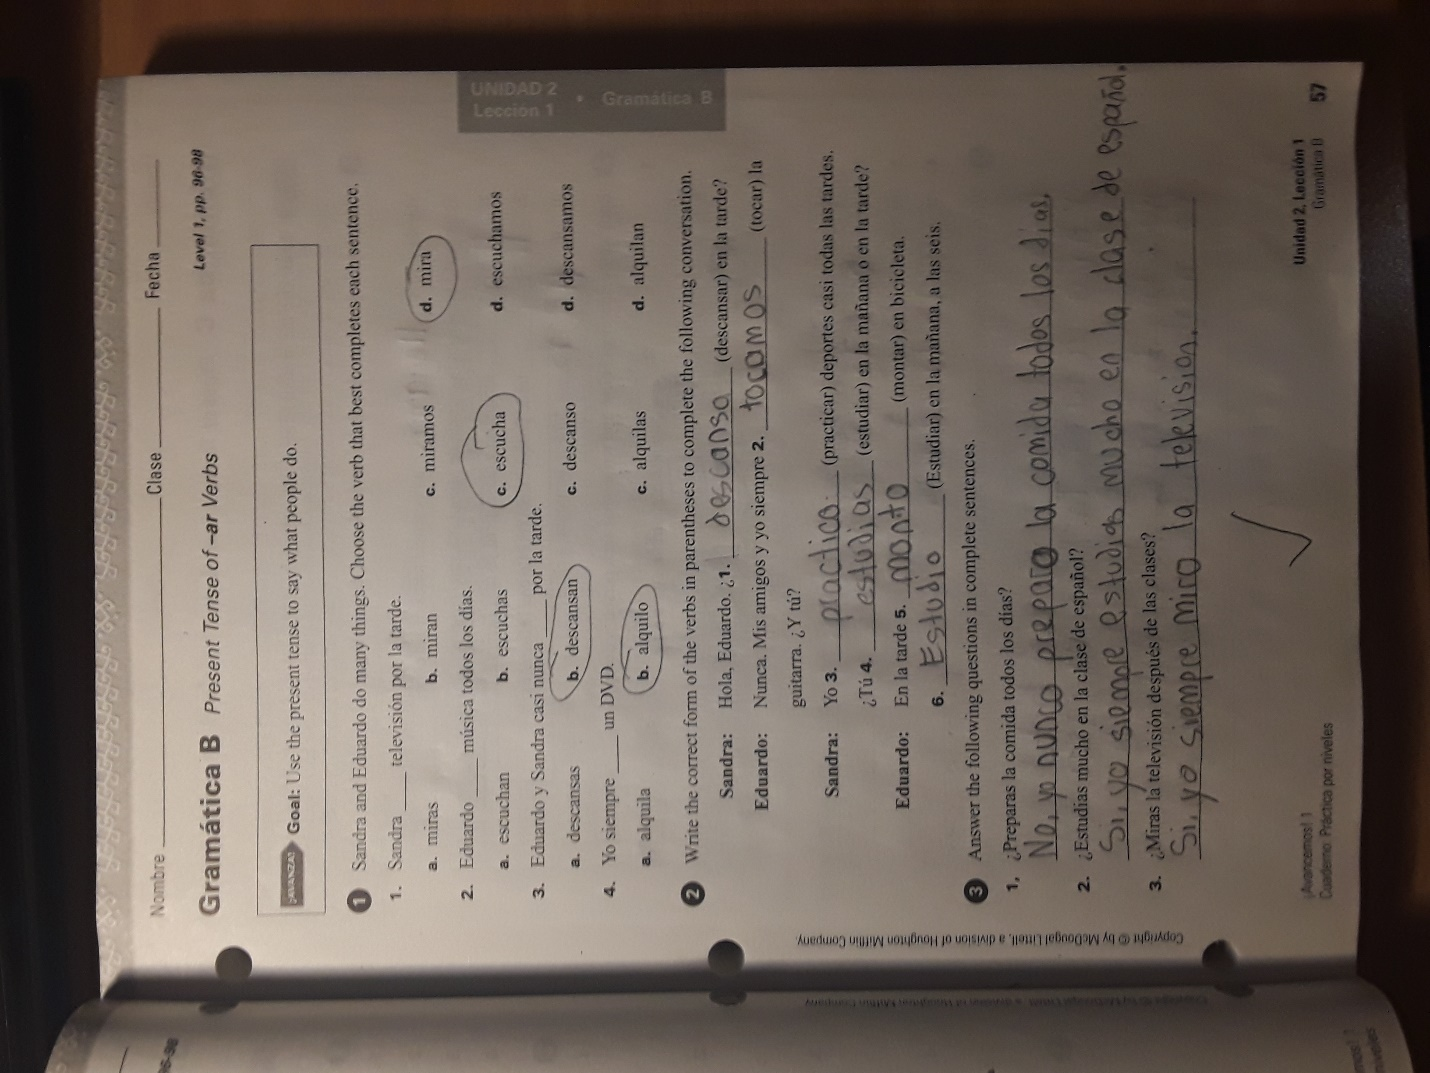 Nombre Clase Fecha
Gramática B Present Tense of –ar Verbs
Level 1, pp. 96-98
¡AVANZA! Goal: Use the present tense to say what people do.
UNIDAD 2
Lección 1 • Gramática B
1 Sandra and Eduardo do many things. Choose the verb that best completes each sentence.
1. Sandra ____ televisión por la tarde.
a. miras b. miran c. miramos d. mira
2. Eduardo ____ música todos los días.
a. escuchan b. escuchas c. escucha d. escuchamos
3. Eduardo y Sandra casi nunca ____ por la tarde.
a. descansas b. descansan c. descanso d. descansamos
4. Yo siempre ____ un DVD.
a. alquila b. alquilo c. alquilas d. alquilan
2 Write the correct form of the verbs in parentheses to complete the following conversation.
Sandra: Hola, Eduardo. ¿1. descansa (descansar) en la tarde?
Eduardo: Nunca. Mis amigos y yo siempre 2. tocamos (tocar) la
guitarra. ¿Y tú?
Sandra: Yo 3. practico (practicar) deportes casi todas las tardes.
¿Tú 4. estudias (estudiar) en la mañana o en la tarde?
Eduardo: En la tarde 5. monto (montar) en bicicleta.
6. Estudio (Estudiar) en la mañana, a las seis.
3 Answer the following questions in complete sentences.
1. ¿Preparas la comida todos los días?
No, yo nunca preparo la comida todos los dias.
2. ¿Estudias mucho en la clase de español?
Si, yo siempre estudias mucho en la clase de español.
3. ¿Miras la televisión después de las clases?
Si, yo siempre miro la television.
Copyright © by McDougal Littell, a division of Houghton Mifflin Company.
¡Avancemos! 1
Cuaderno: Práctica por niveles
Unidad 2, Lección 1
Gramática B
57
96-98
niveles